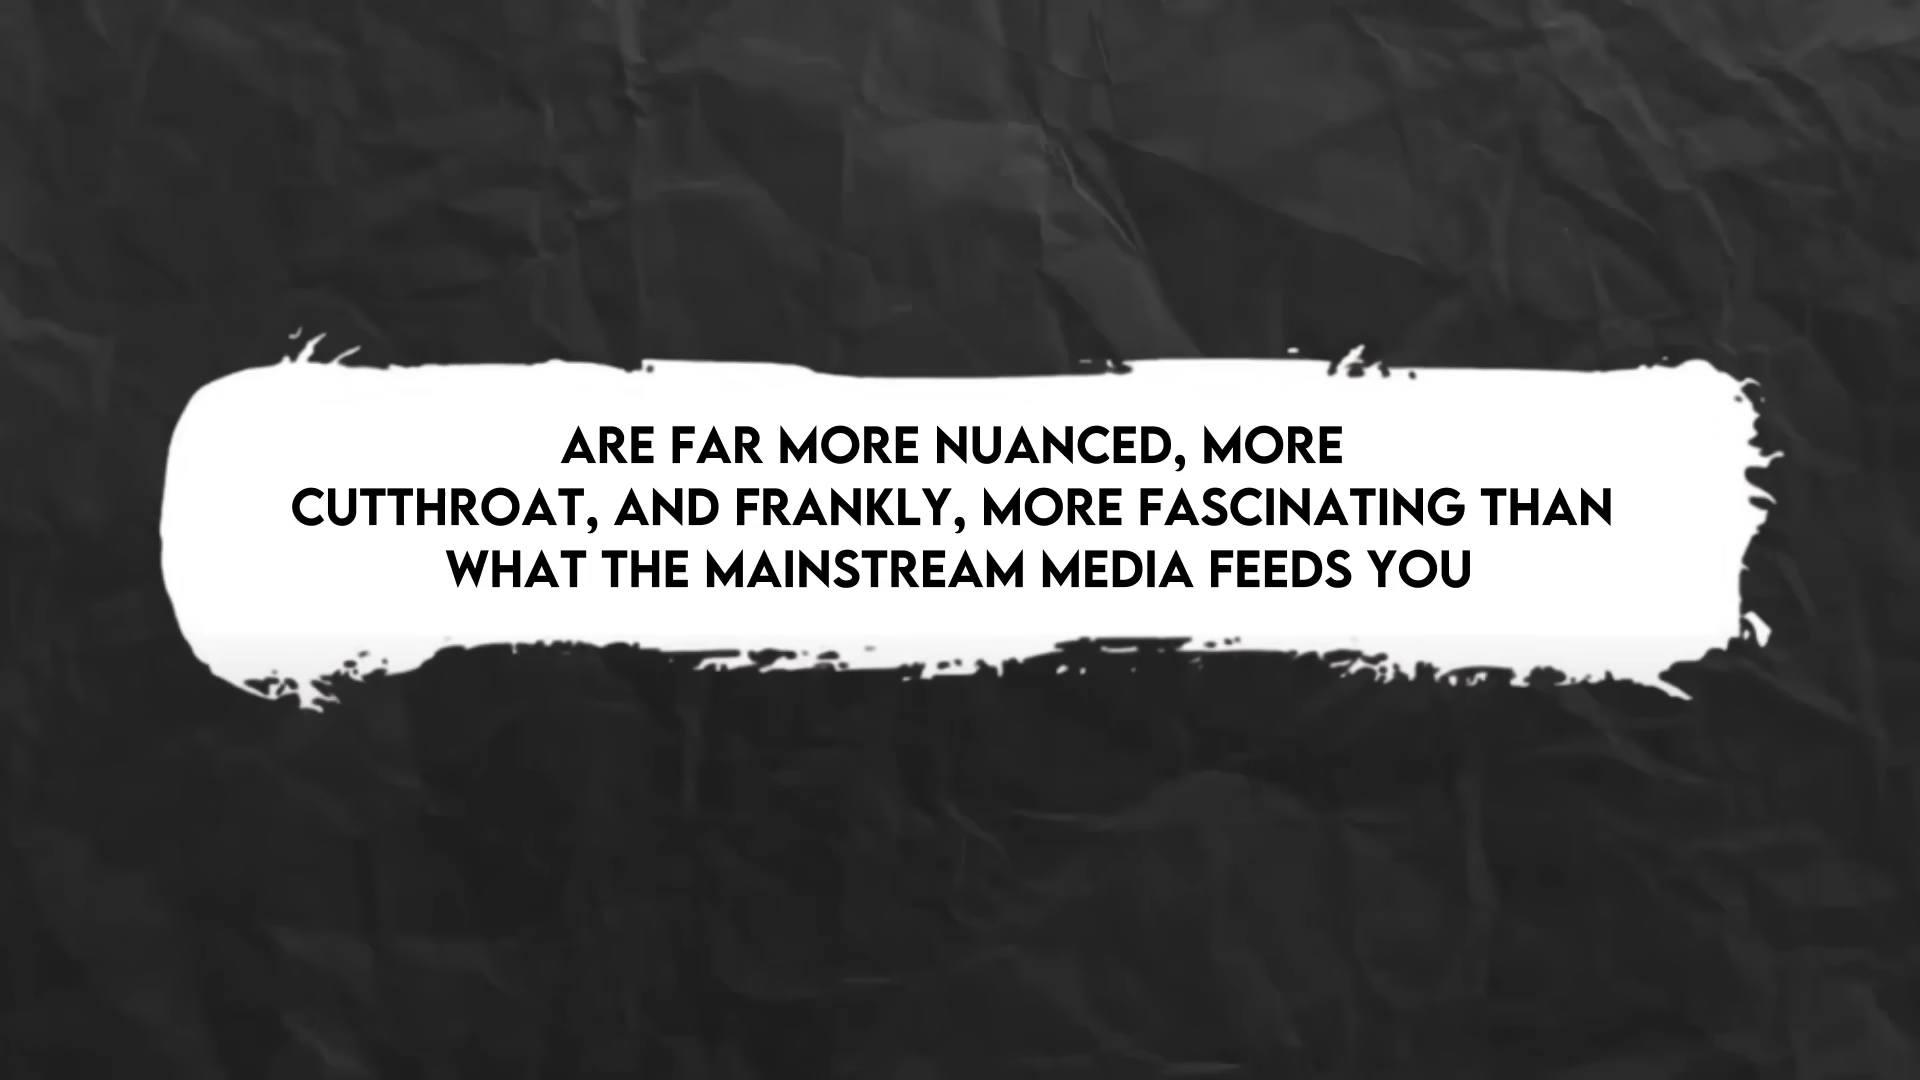 ARE FAR MORE NUANCED, MORE
CUTTHROAT, AND FRANKLY, MORE FASCINATING THAN
WHAT THE MAINSTREAM MEDIA FEEDS YOU